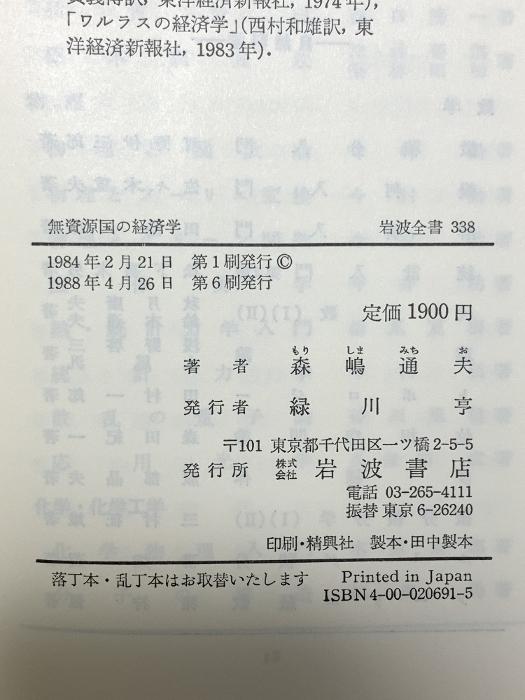 「ワルラスの経済学」(西村和雄訳, 東
洋経済新報社, 1983年).
無資源国の経済学
岩波全書 338
1984年2月21日 第1刷発行©
1988年4月26日 第6刷発行
定価 1900円
著者 森嶋通夫
もり しま みち お
発行者 緑川亨
〒101 東京都千代田区一ツ橋2-5-5
発行所 株式会社 岩波書店
電話 03-265-4111
振替 東京 6-26240
印刷・精興社 製本・田中製本
落丁本・乱丁本はお取替いたします
Printed in Japan
ISBN4-00-020691-5